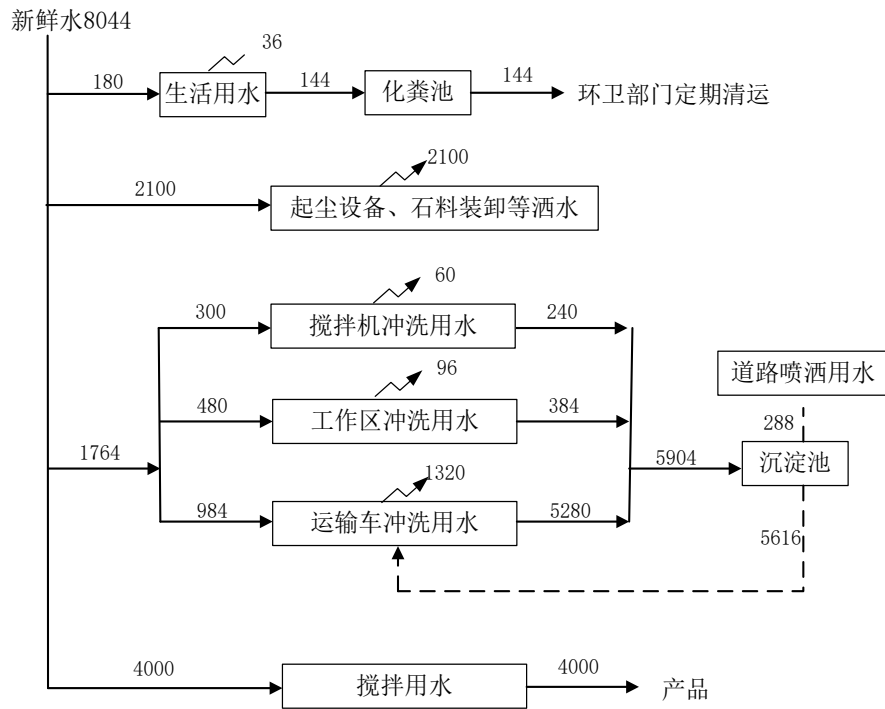 新鲜水8044
36
180
生活用水
144
化粪池
144
环卫部门定期清运
2100
2100
起尘设备、石料装卸等洒水
60
300
搅拌机冲洗用水
240
96
道路喷洒用水
480
工作区冲洗用水
384
288
1764
1320
5904
沉淀池
984
运输车冲洗用水
5280
5616
4000
搅拌用水
4000
产品